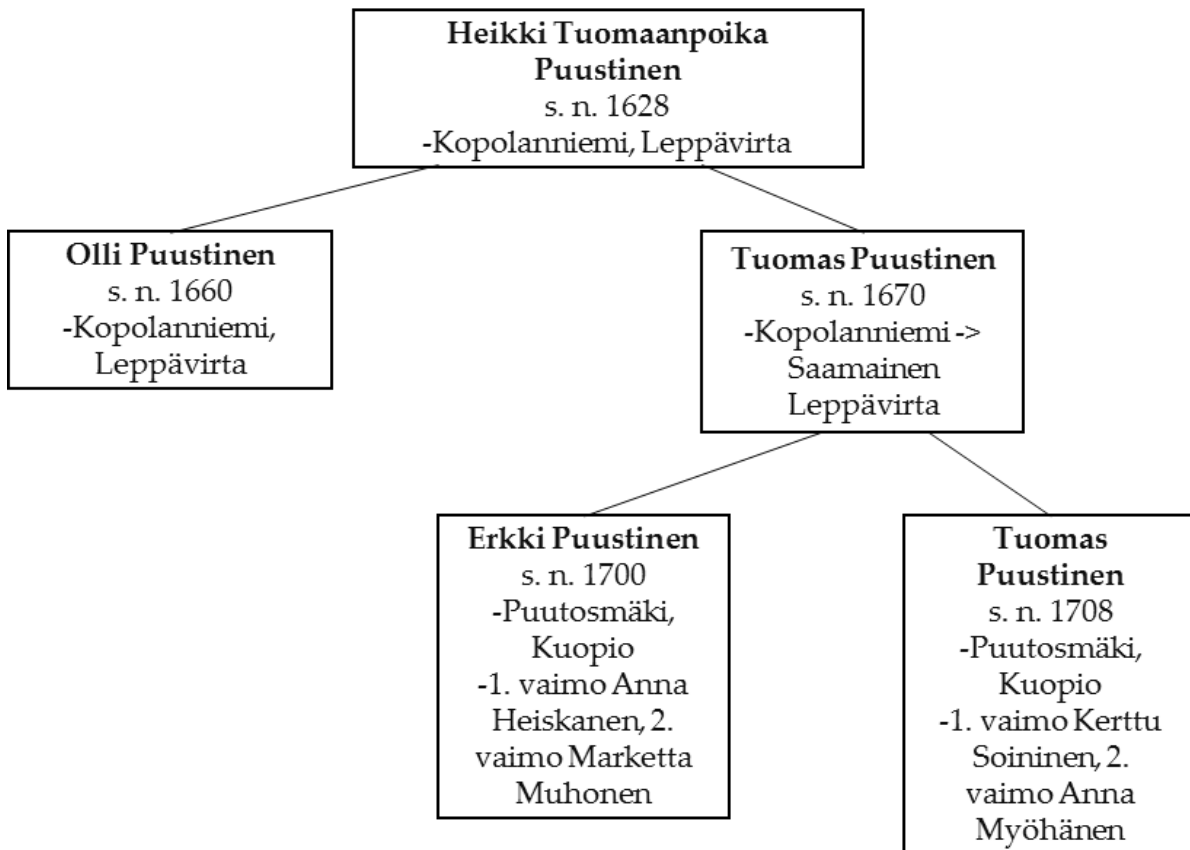 Heikki Tuomaanpoika
Puustinen
s. n. 1628
-Kopolanniemi, Leppävirta
Olli Puustinen
s. n. 1660
-Kopolanniemi,
Leppävirta
Tuomas Puustinen
s. n. 1670
-Kopolanniemi ->
Saamainen
Leppävirta
Erkki Puustinen
s. n. 1700
-Puutosmäki,
Kuopio
-1. vaimo Anna
Heiskanen, 2.
vaimo Marketta
Muhonen
Tuomas
Puustinen
s. n. 1708
-Puutosmäki,
Kuopio
-1. vaimo Kerttu
Soininen, 2.
vaimo Anna
Myöhänen